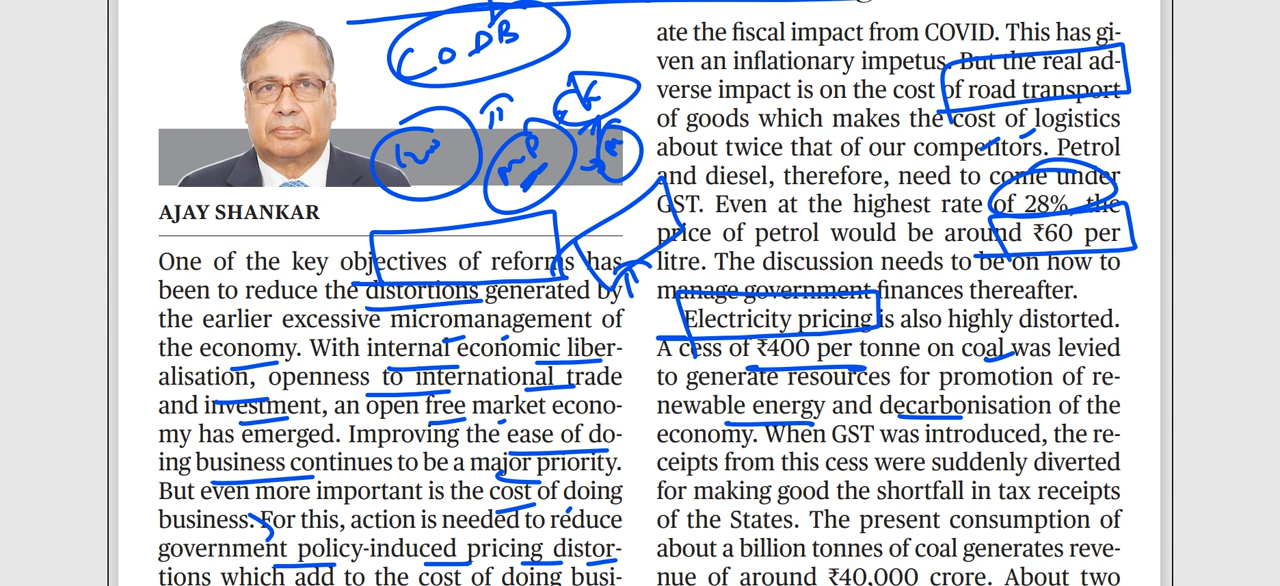 CODB
AJAY SHANKAR
One of the key objectives of reforms has
been to reduce the distortions generated by
the earlier excessive micromanagement of
the economy. With internal economic liber-
alisation, openness to international trade
and investment, an open free market econo-
my has emerged. Improving the ease of do-
ing business continues to be a major priority.
But even more important is the cost of doing
business. For this, action is needed to reduce
government policy-induced pricing distor-
tions which add to the cost of doing busi-
ate the fiscal impact from COVID. This has gi-
ven an inflationary impetus. But the real ad-
verse impact is on the cost of road transport
of goods which makes the cost of logistics
about twice that of our competitors. Petrol
and diesel, therefore, need to come under
GST. Even at the highest rate of 28%, the
price of petrol would be around ₹60 per
litre. The discussion needs to be on how to
manage government finances thereafter.
Electricity pricing is also highly distorted.
A cess of ₹400 per tonne on coal was levied
to generate resources for promotion of re-
newable energy and decarbonisation of the
economy. When GST was introduced, the re-
ceipts from this cess were suddenly diverted
for making good the shortfall in tax receipts
of the States. The present consumption of
about a billion tonnes of coal generates reve-
nue of around ₹40,000 crore. About two